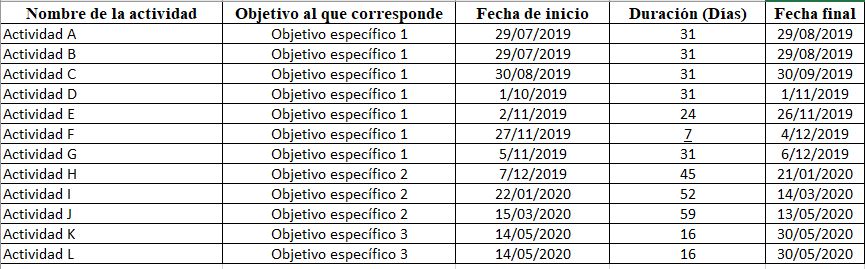 Nombre de la actividad Objetivo al que corresponde Fecha de inicio Duración (Días) Fecha final
Actividad A Objetivo específico 1 29/07/2019 31 29/08/2019
Actividad B Objetivo específico 1 29/07/2019 31 29/08/2019
Actividad C Objetivo específico 1 30/08/2019 31 30/09/2019
Actividad D Objetivo específico 1 1/10/2019 31 1/11/2019
Actividad E Objetivo específico 1 2/11/2019 24 26/11/2019
Actividad F Objetivo específico 1 27/11/2019 7 4/12/2019
Actividad G Objetivo específico 1 5/11/2019 31 6/12/2019
Actividad H Objetivo específico 2 7/12/2019 45 21/01/2020
Actividad I Objetivo específico 2 22/01/2020 52 14/03/2020
Actividad J Objetivo específico 2 15/03/2020 59 13/05/2020
Actividad K Objetivo específico 3 14/05/2020 16 30/05/2020
Actividad L Objetivo específico 3 14/05/2020 16 30/05/2020